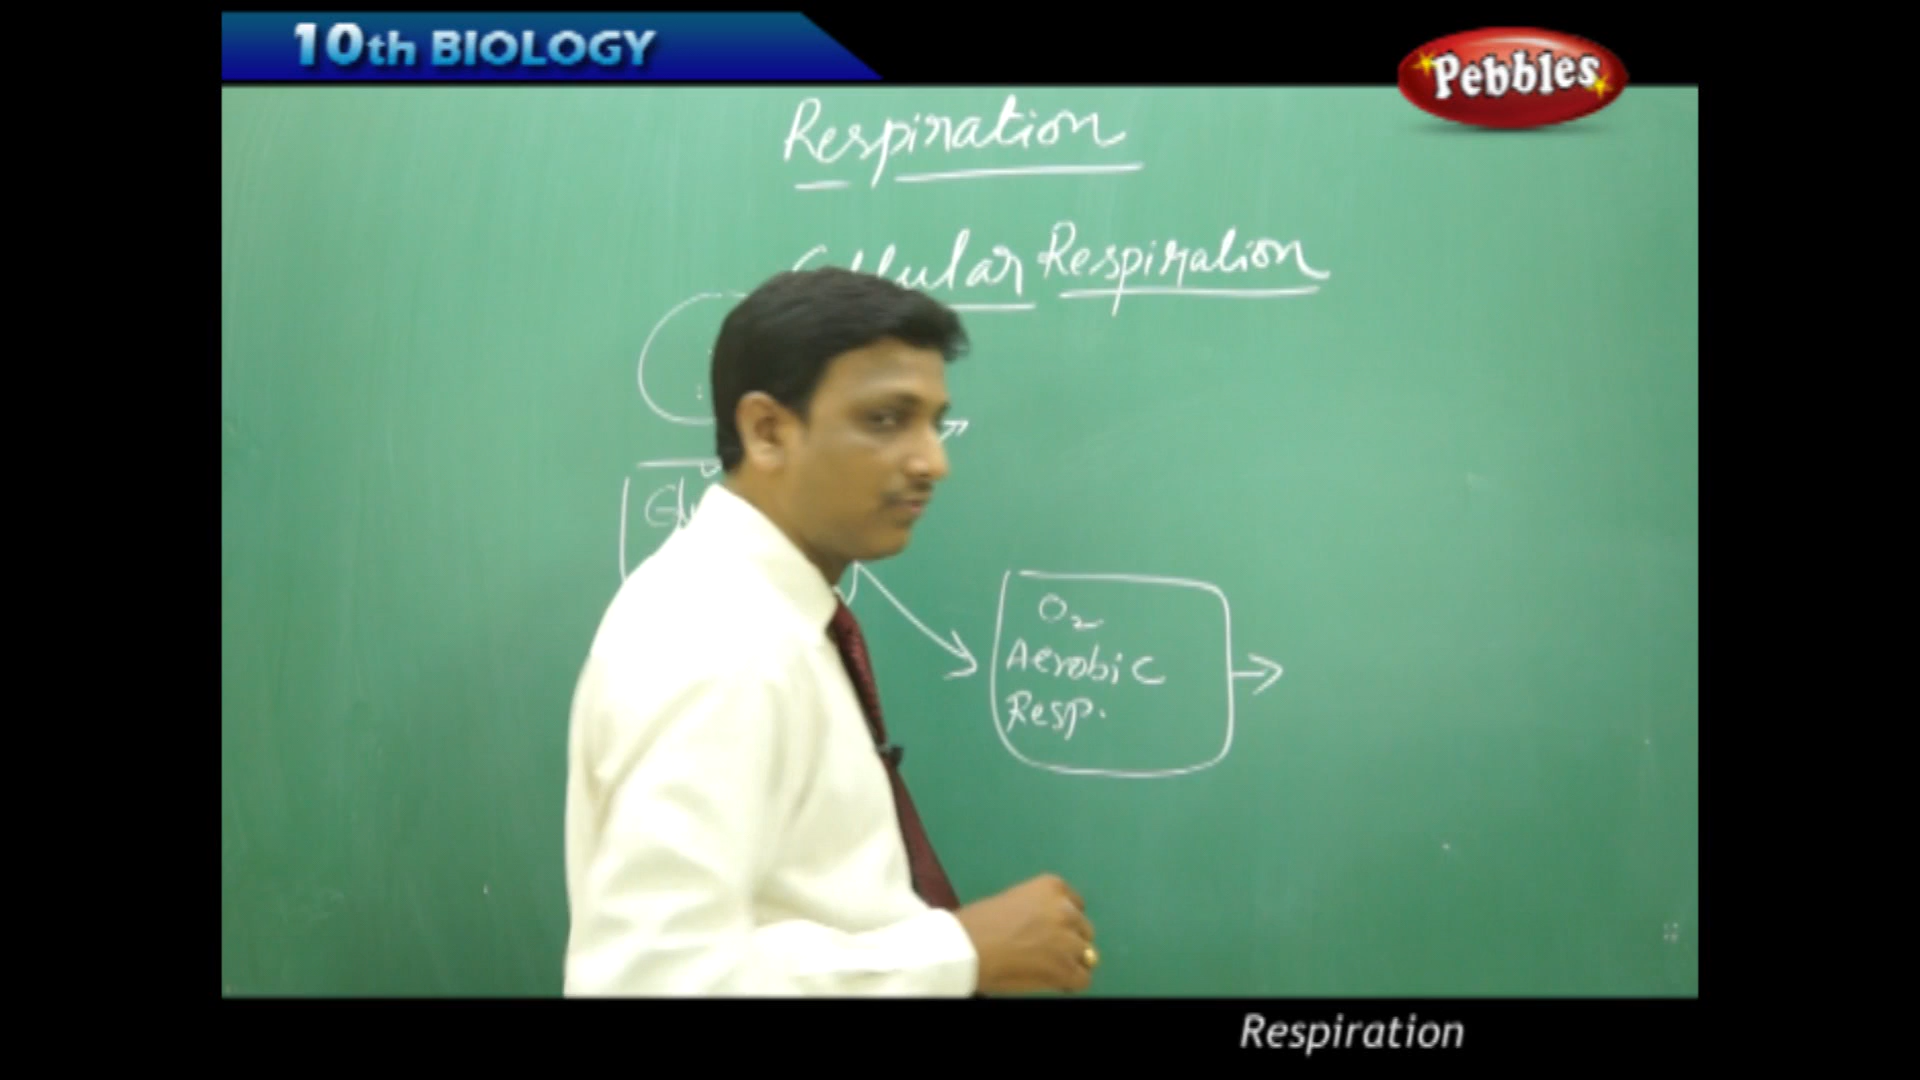 10th BIOLOGY
Pebbles
Respiration
Respiration
O₂
Aerobic
Resp.
Respiration